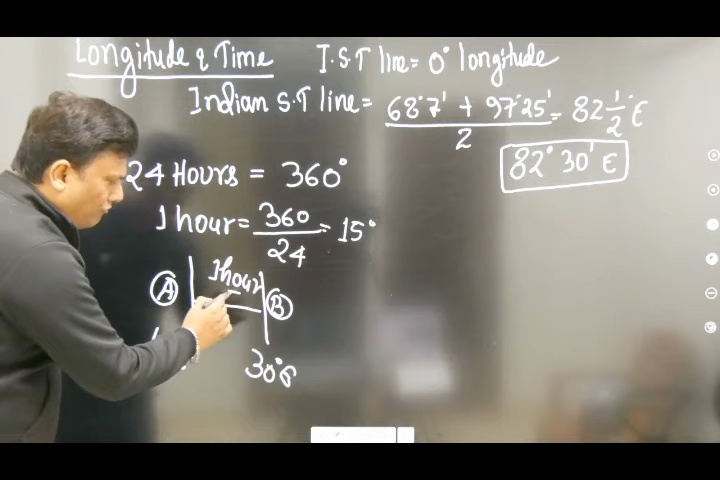 Longitude & Time
I.S.T line = 0° longitude
Indian S.T line = 68°7' + 97°25' / 2 = 82 1/2° E
82° 30' E
24 Hours = 360°
1 hour = 360 / 24 = 15°
1 hour
A B
30°E